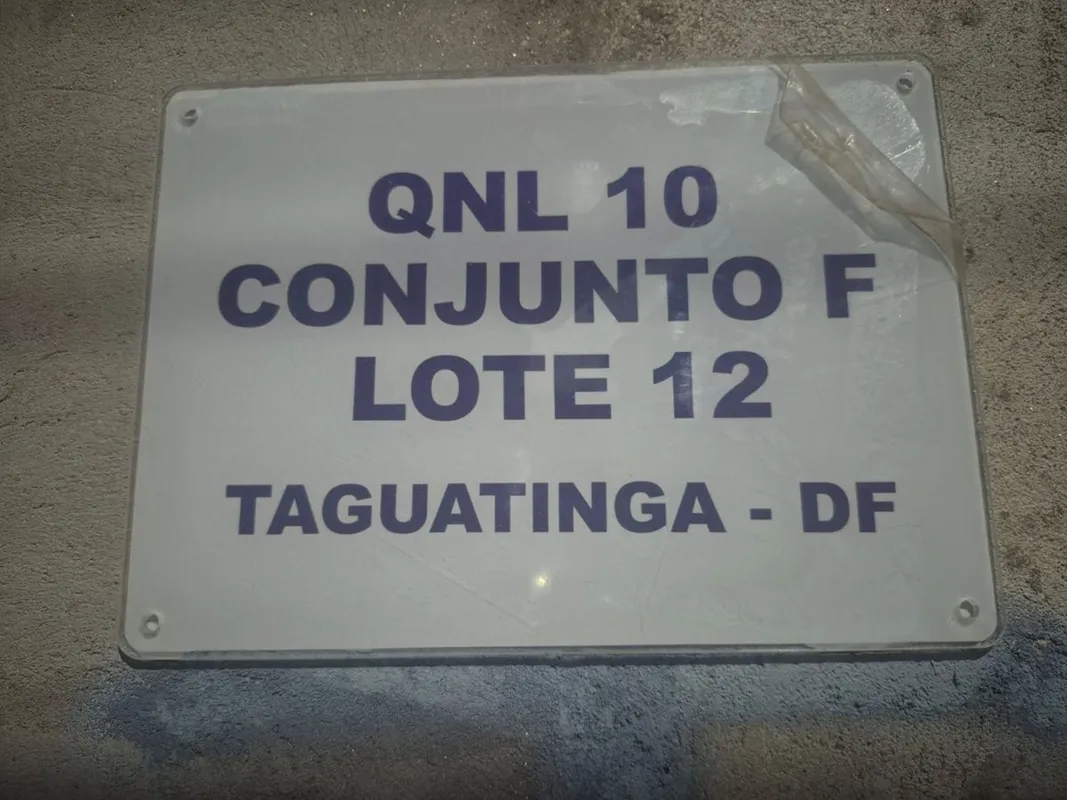 QNL 10
CONJUNTO F
LOTE 12
TAGUATINGA - DF